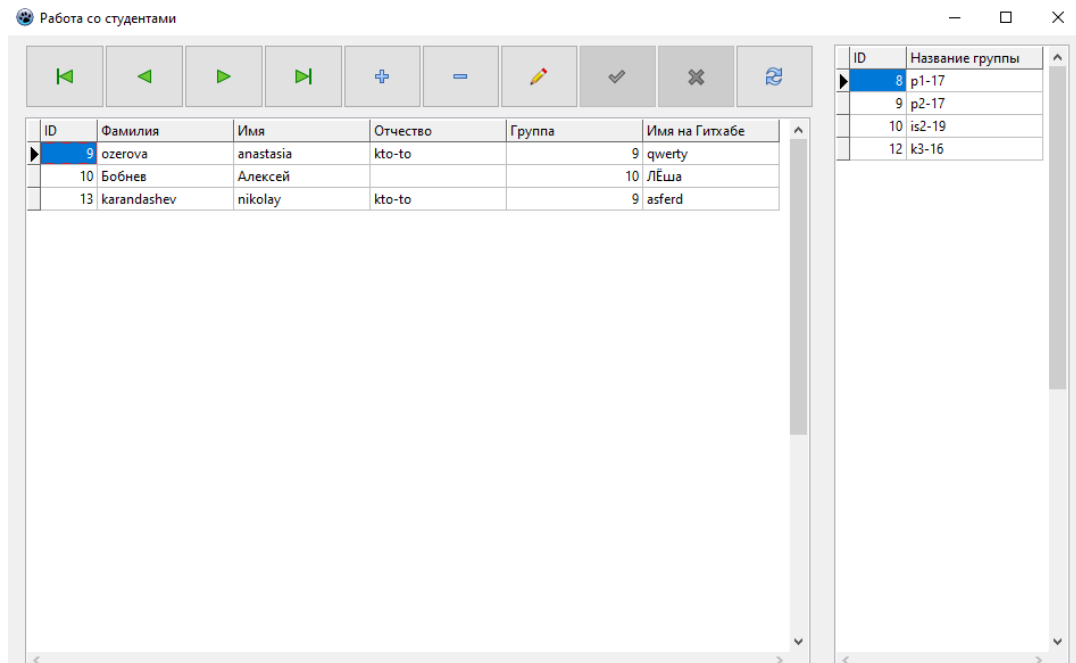 Работа со студентами
ID Фамилия Имя Отчество Группа Имя на Гитхабе
9 ozerova anastasia kto-to 9 qwerty
10 Бобнев Алексей 10 ЛЁша
13 karandashev nikolay kto-to 9 asferd
ID Название группы
8 p1-17
9 p2-17
10 is2-19
12 k3-16